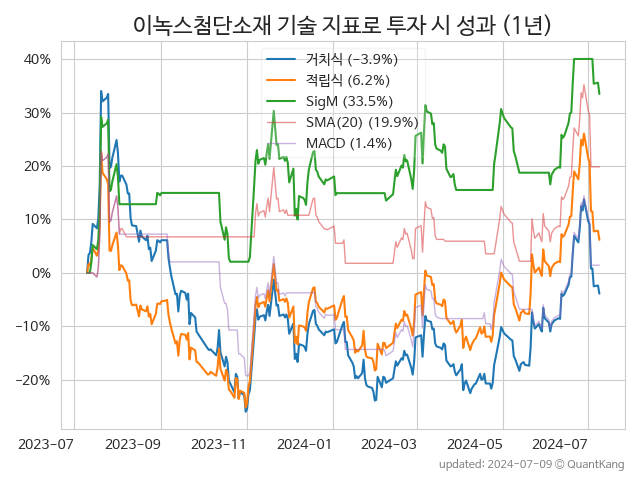 이녹스첨단소재 기술 지표로 투자 시 성과 (1년)
거치식 (−3.9%)
적립식 (6.2%)
SigM (33.5%)
SMA(20) (19.9%)
MACD (1.4%)
40%
30%
20%
10%
0%
−10%
−20%
2023-07 2023-09 2023-11 2024-01 2024-03 2024-05 2024-07
updated: 2024-07-09 © QuantKang